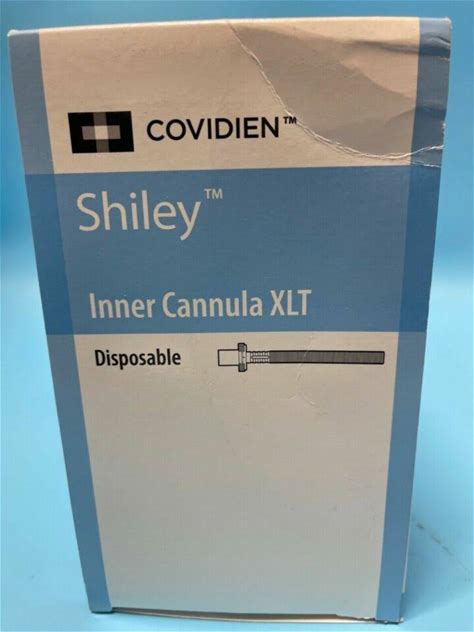 COVIDIEN™
Shiley™
Inner Cannula XLT
Disposable